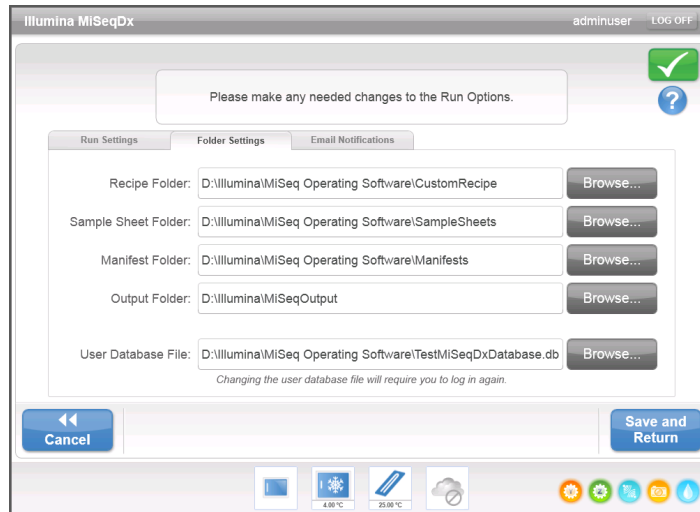 Illumina MiSeqDx adminuser LOG OFF
Please make any needed changes to the Run Options.
?
Run Settings Folder Settings Email Notifications
Recipe Folder: D:\Illumina\MiSeq Operating Software\CustomRecipe Browse...
Sample Sheet Folder: D:\Illumina\MiSeq Operating Software\SampleSheets Browse...
Manifest Folder: D:\Illumina\MiSeq Operating Software\Manifests Browse...
Output Folder: D:\Illumina\MiSeqOutput Browse...
User Database File: D:\Illumina\MiSeq Operating Software\TestMiSeqDxDatabase.db Browse...
Changing the user database file will require you to log in again.
Cancel
Save and
Return
4.00 °C 25.00 °C